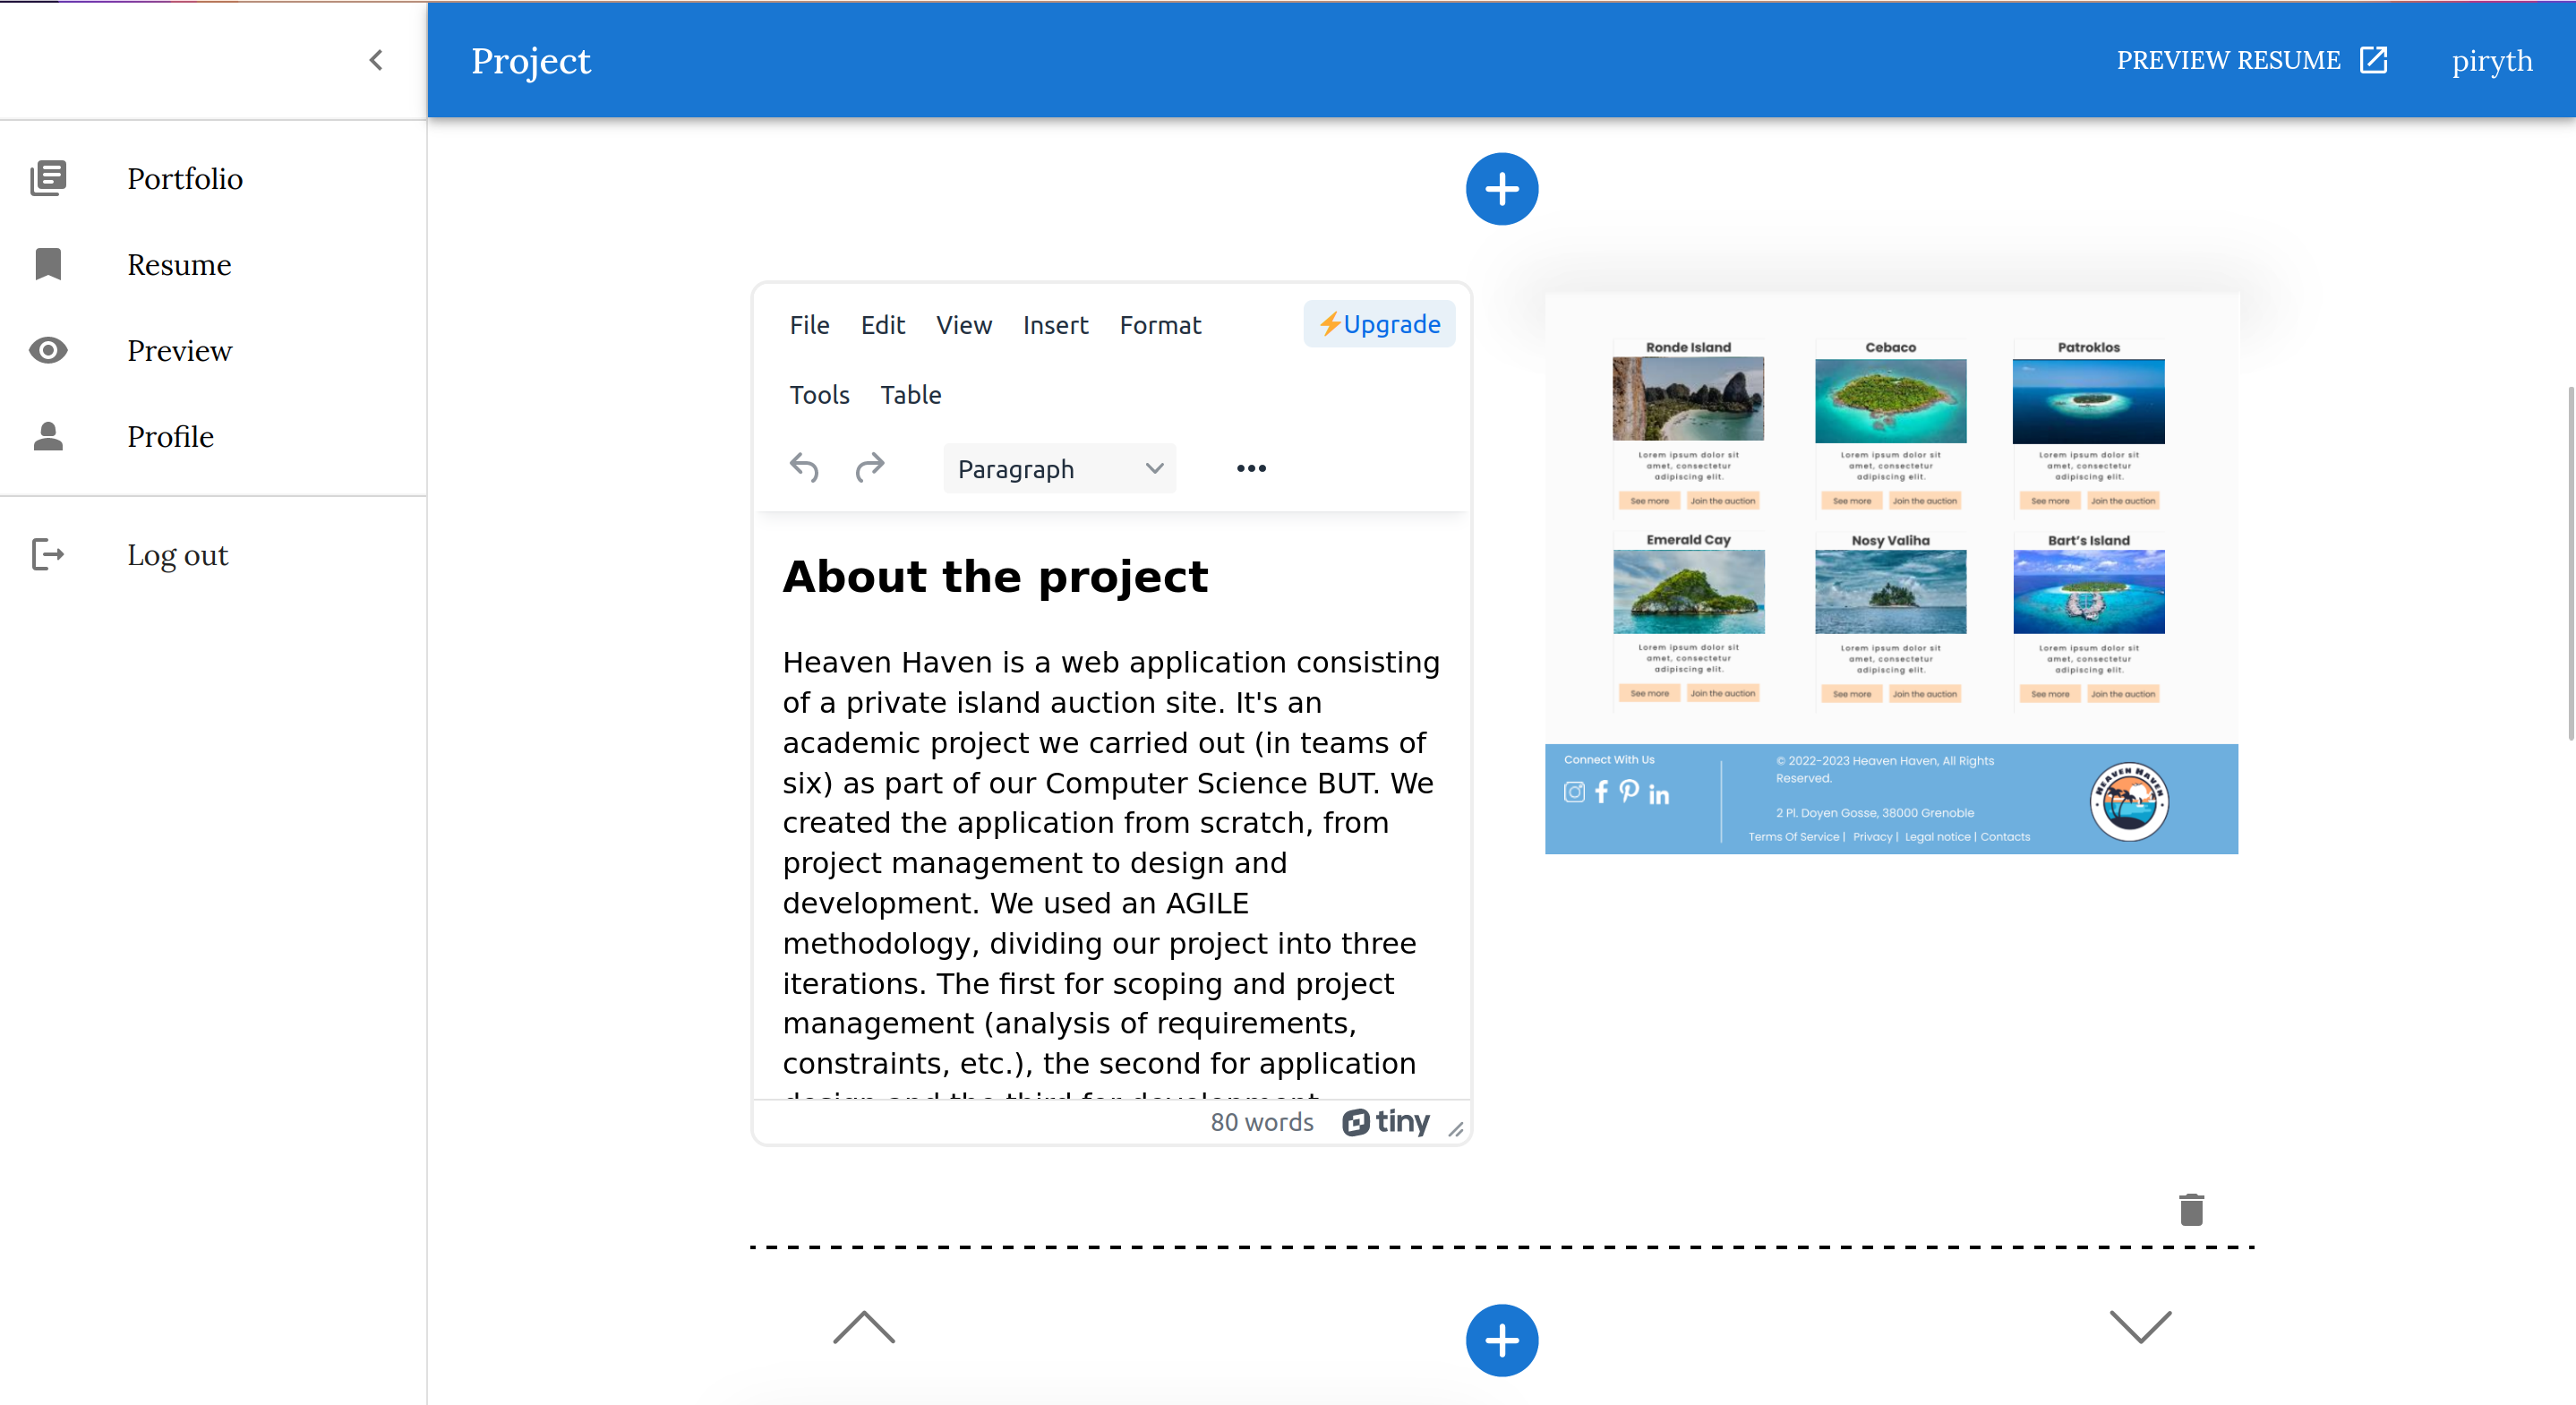 Project
PREVIEW RESUME
piryth
Portfolio
Resume
Preview
Profile
Log out
File Edit View Insert Format
⚡Upgrade
Tools Table
Paragraph
About the project
Heaven Haven is a web application consisting
of a private island auction site. It's an
academic project we carried out (in teams of
six) as part of our Computer Science BUT. We
created the application from scratch, from
project management to design and
development. We used an AGILE
methodology, dividing our project into three
iterations. The first for scoping and project
management (analysis of requirements,
constraints, etc.), the second for application
design and the third for development
80 words
tiny
Ronde Island
Cebaco
Patroklos
Lorem ipsum dolor sit
amet, consectetur
adipiscing elit.
Lorem ipsum dolor sit
amet, consectetur
adipiscing elit.
Lorem ipsum dolor sit
amet, consectetur
adipiscing elit.
See more Join the auction
See more Join the auction
See more Join the auction
Emerald Cay
Nosy Valiha
Bart's Island
Lorem ipsum dolor sit
amet, consectetur
adipiscing elit.
Lorem ipsum dolor sit
amet, consectetur
adipiscing elit.
Lorem ipsum dolor sit
amet, consectetur
adipiscing elit.
See more Join the auction
See more Join the auction
See more Join the auction
Connect With Us
© 2022-2023 Heaven Haven, All Rights
Reserved.
2 Pl. Doyen Gosse, 38000 Grenoble
Terms Of Service | Privacy | Legal notice | Contacts
HEAVEN HAVEN